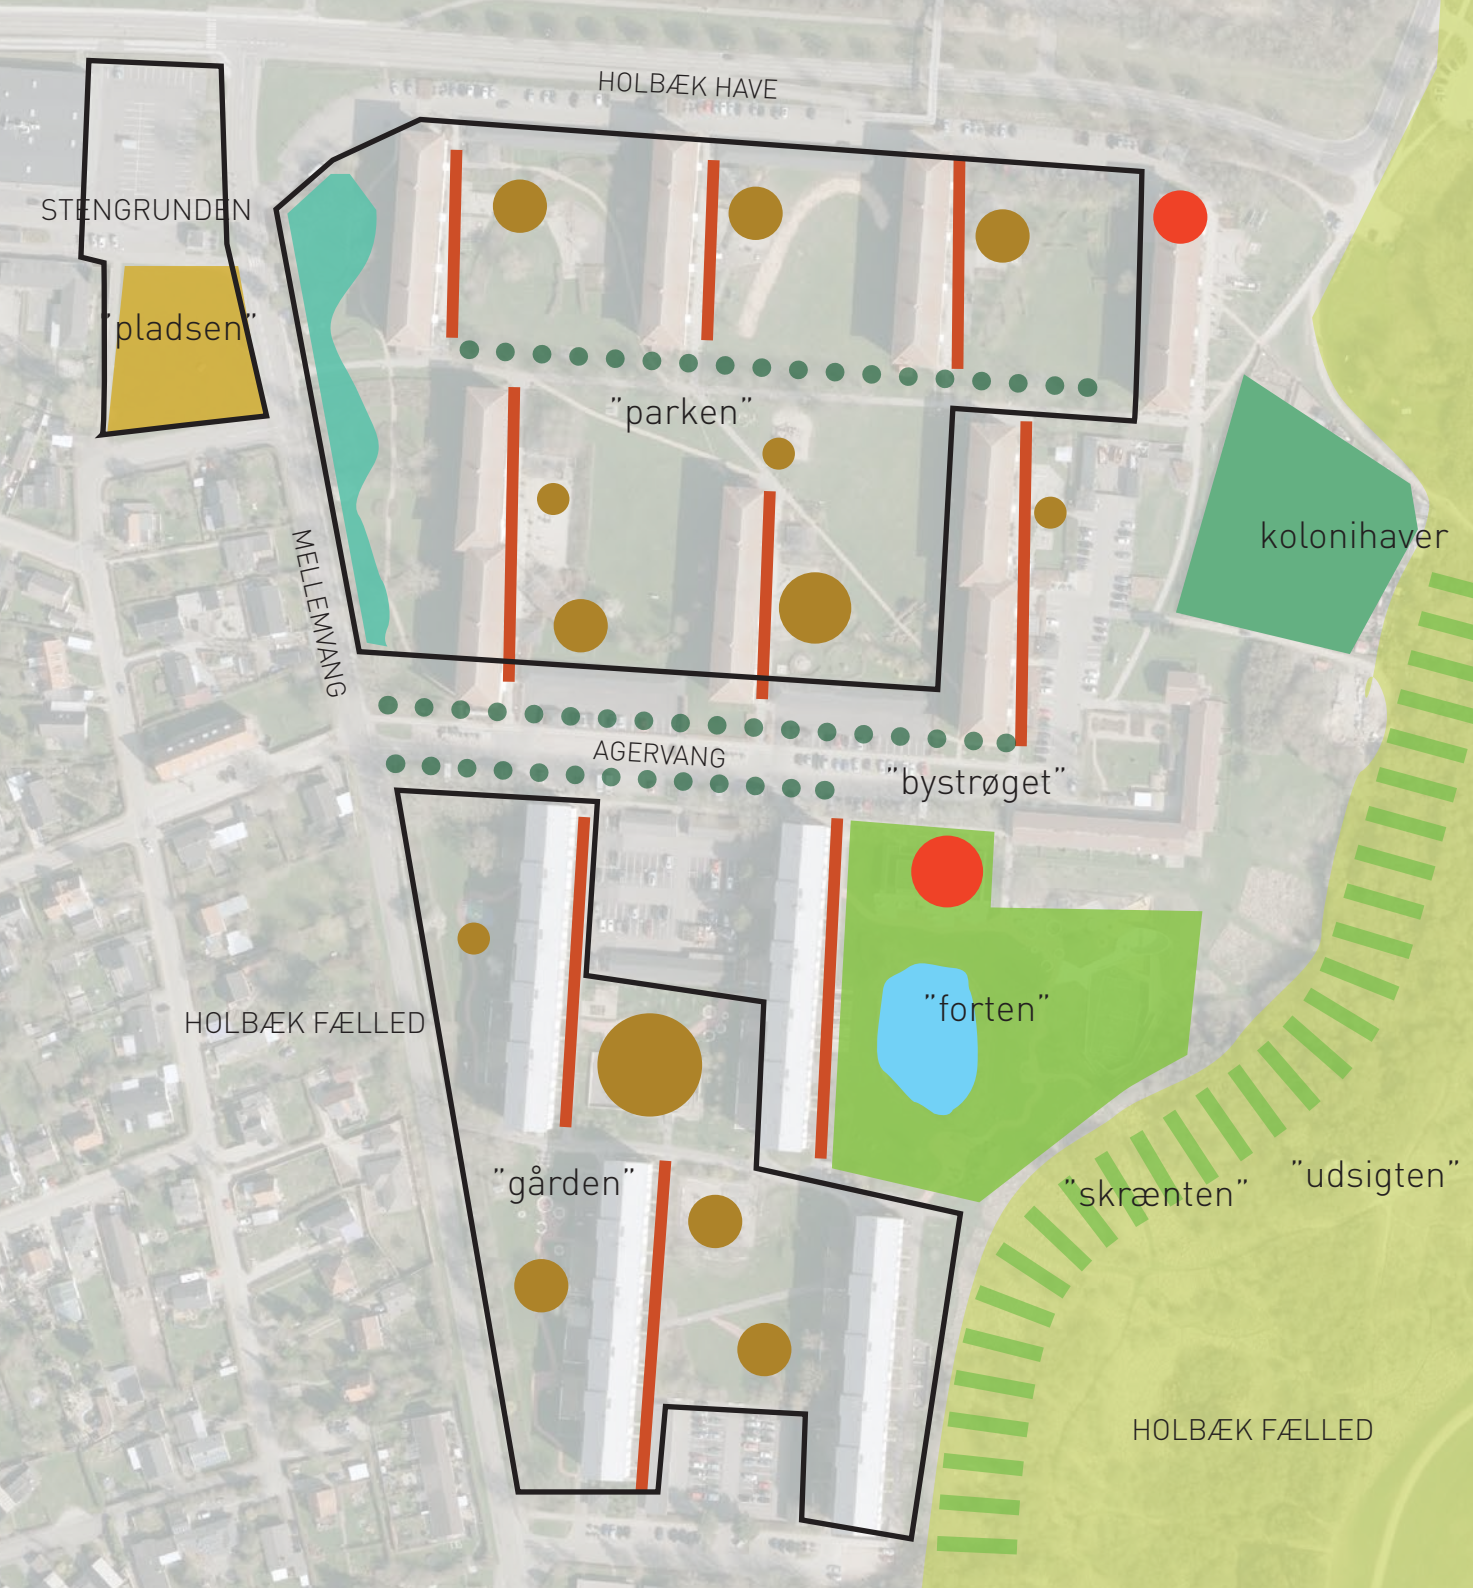 HOLBÆK HAVE
STENGRUNDEN
”pladsen”
”parken”
kolonihaver
MELLEMVANG
AGERVANG
”bystrøget”
”forten”
HOLBÆK FÆLLED
”gården”
”skrænten”
”udsigten”
HOLBÆK FÆLLED